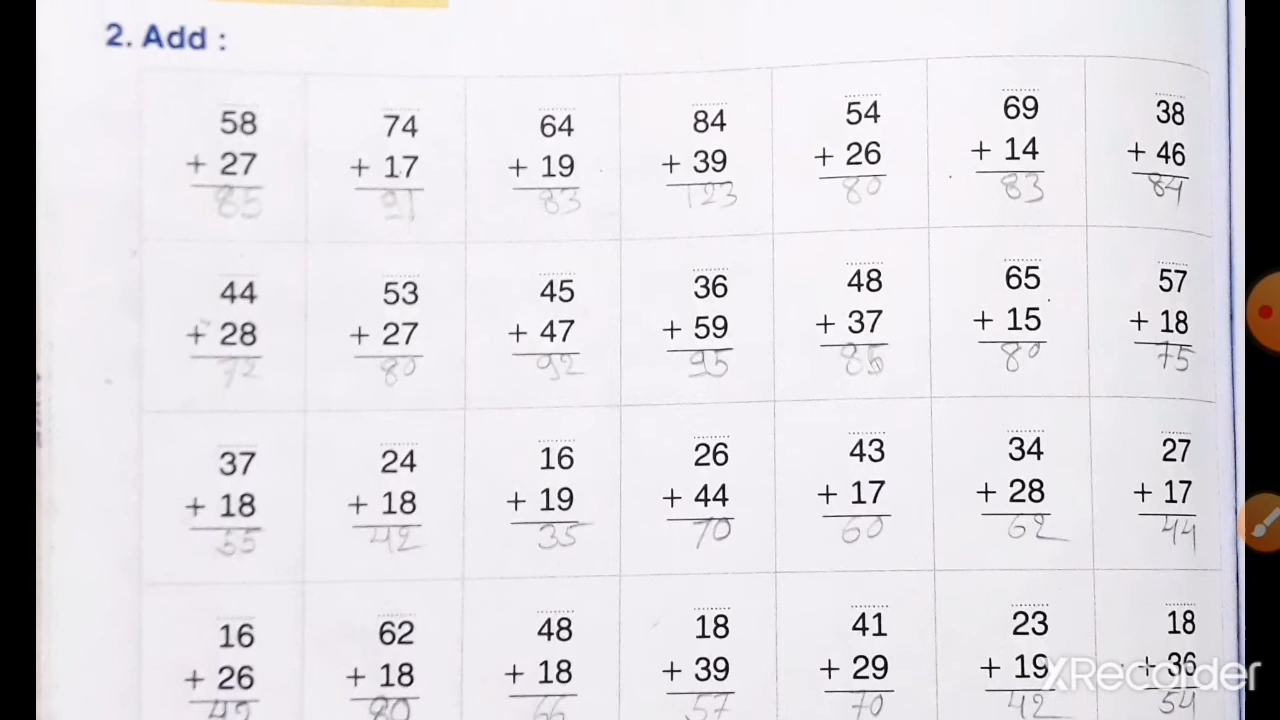 2. Add :
58 74 64 84 54 69 38
+ 27 + 17 + 19 + 39 + 26 + 14 + 46
85 91 83 123 80 83 84
44 53 45 36 48 65 57
+ 28 + 27 + 47 + 59 + 37 + 15 + 18
72 80 92 95 85 80 75
37 24 16 26 43 34 27
+ 18 + 18 + 19 + 44 + 17 + 28 + 17
55 42 35 70 60 62 44
16 62 48 18 41 23 18
+ 26 + 18 + 18 + 39 + 29 + 19 + 36
42 80 66 57 70 42 54
XRecorder